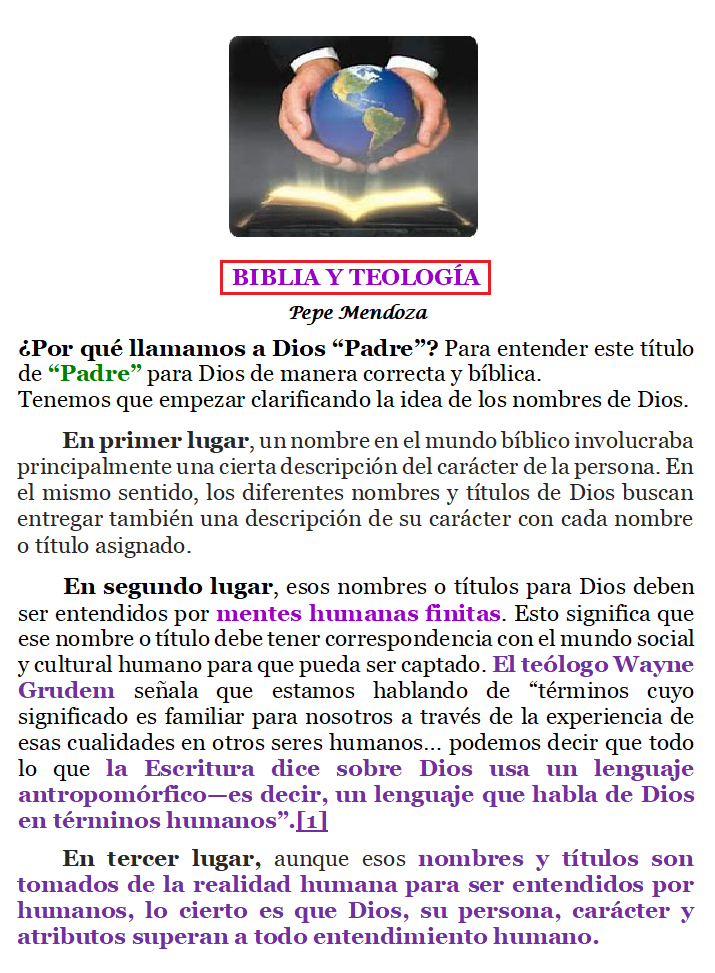 BIBLIA Y TEOLOGÍA
Pepe Mendoza
¿Por qué llamamos a Dios “Padre”? Para entender este título
de “Padre” para Dios de manera correcta y bíblica.
Tenemos que empezar clarificando la idea de los nombres de Dios.
En primer lugar, un nombre en el mundo bíblico involucraba
principalmente una cierta descripción del carácter de la persona. En
el mismo sentido, los diferentes nombres y títulos de Dios buscan
entregar también una descripción de su carácter con cada nombre
o título asignado.
En segundo lugar, esos nombres o títulos para Dios deben
ser entendidos por mentes humanas finitas. Esto significa que
ese nombre o título debe tener correspondencia con el mundo social
y cultural humano para que pueda ser captado. El teólogo Wayne
Grudem señala que estamos hablando de “términos cuyo
significado es familiar para nosotros a través de la experiencia de
esas cualidades en otros seres humanos... podemos decir que todo
lo que la Escritura dice sobre Dios usa un lenguaje
antropomórfico—es decir, un lenguaje que habla de Dios
en términos humanos”.[1]
En tercer lugar, aunque esos nombres y títulos son
tomados de la realidad humana para ser entendidos por
humanos, lo cierto es que Dios, su persona, carácter y
atributos superan a todo entendimiento humano.